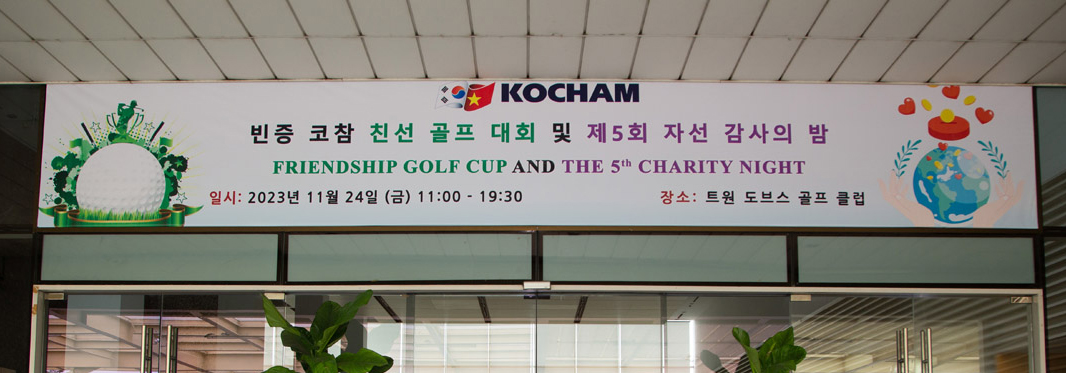 KOCHAM
빈증 코참 친선 골프 대회 및 제5회 자선 감사의 밤
FRIENDSHIP GOLF CUP AND THE 5th CHARITY NIGHT
일시: 2023년 11월 24일 (금) 11:00 - 19:30 장소: 트윈 도브스 골프 클럽